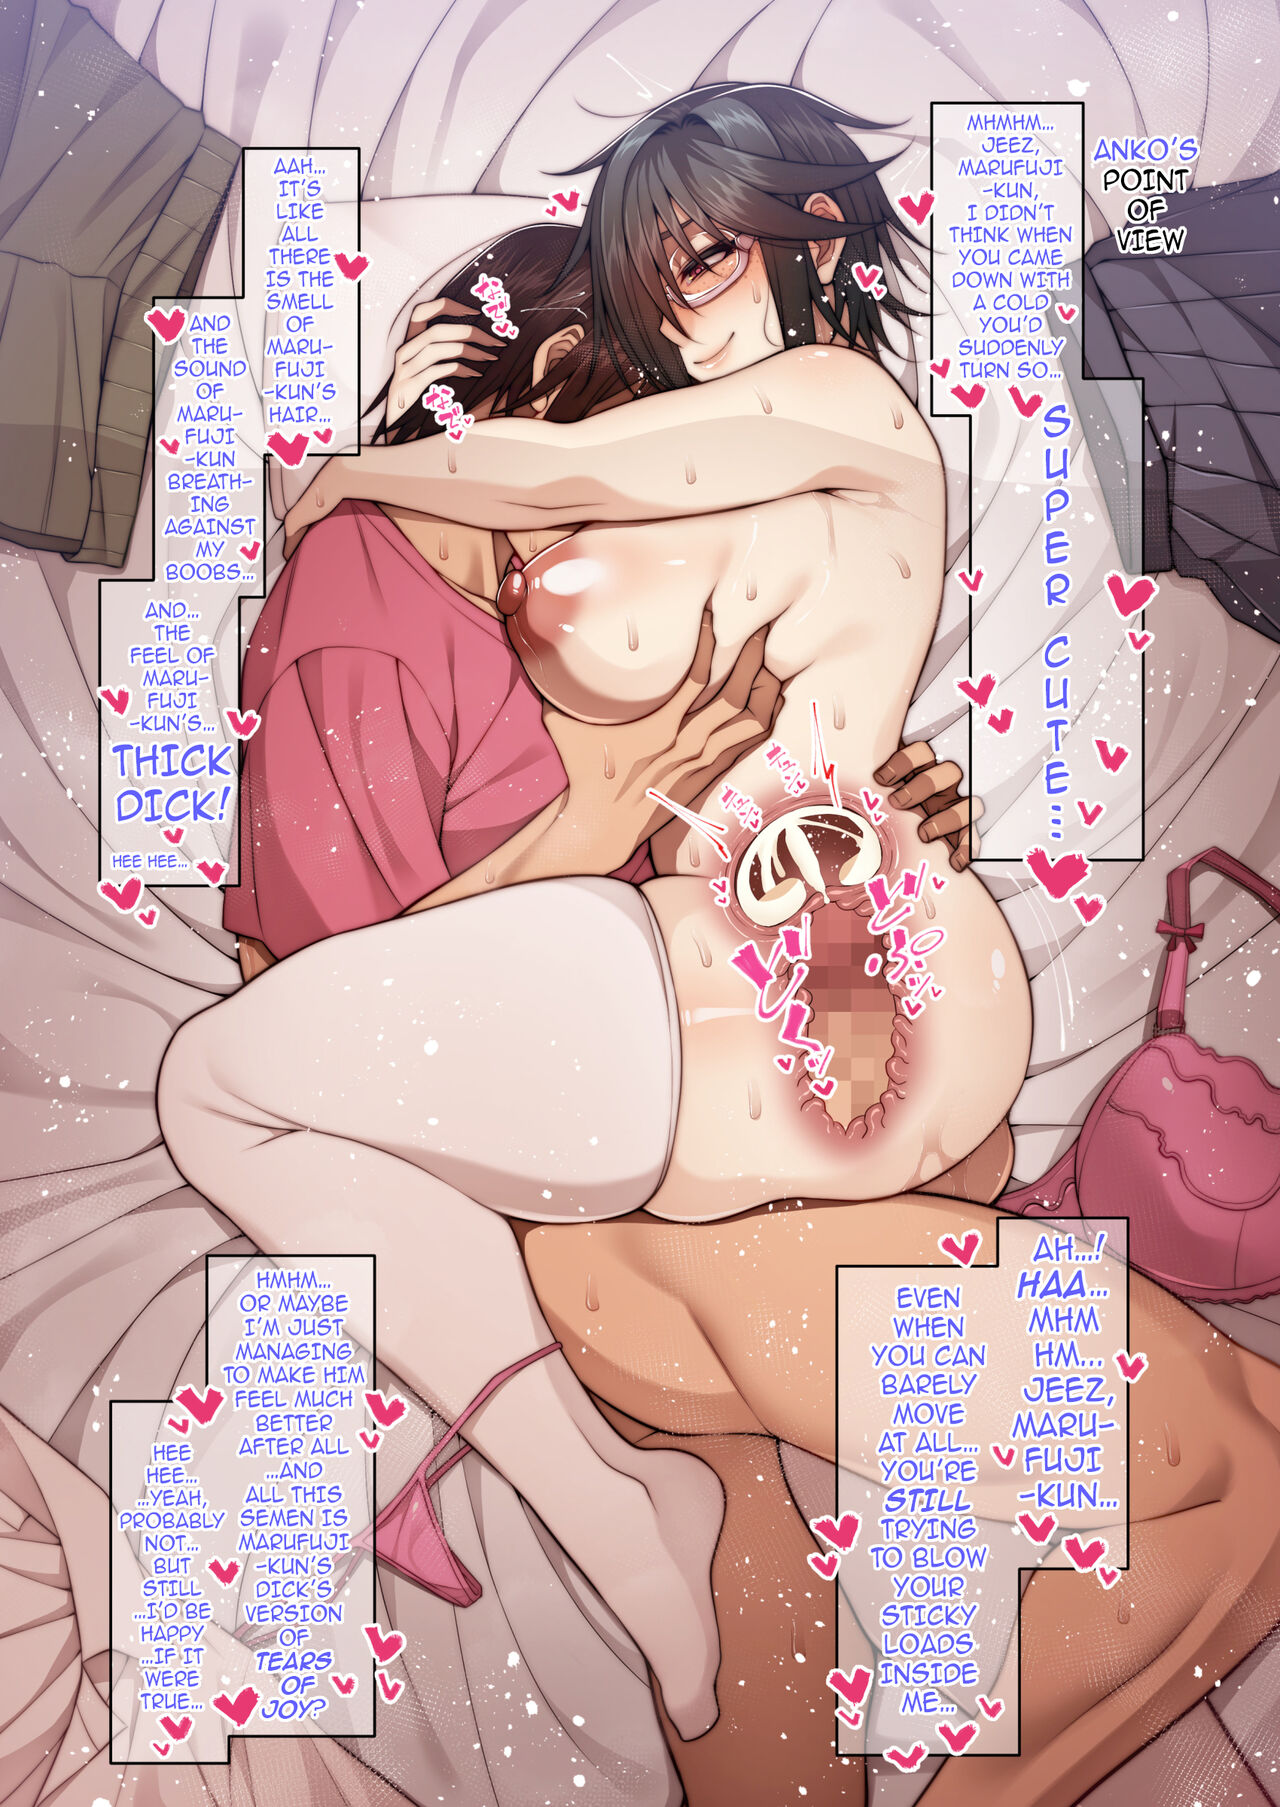 ANKO'S
POINT
OF
VIEW
MHMHM...
JEEZ,
MARUFUJI
-KUN,
I DIDN'T
THINK WHEN
YOU CAME
DOWN WITH
A COLD
YOU'D
SUDDENLY
TURN SO...
SUPER CUTE...
AAH...
IT'S
LIKE
ALL
THERE
IS THE
SMELL
OF
MARU-
FUJI
-KUN'S
HAIR...
AND
THE
SOUND
OF
MARU-
FUJI
-KUN
BREATH-
ING
AGAINST
MY
BOOBS...
AND...
THE
FEEL OF
MARU-
FUJI
-KUN'S...
THICK
DICK!
HEE HEE...
AH...!
HAA...
MHM
HM...
JEEZ,
MARU-
FUJI
-KUN...
EVEN
WHEN
YOU CAN
BARELY
MOVE
AT ALL...
YOU'RE
STILL
TRYING
TO BLOW
YOUR
STICKY
LOADS
INSIDE
ME...
HMHM...
OR MAYBE
I'M JUST
MANAGING
TO MAKE HIM
FEEL MUCH
BETTER
AFTER ALL
...AND
ALL THIS
SEMEN IS
MARUFUJI
-KUN'S
DICK'S
VERSION
OF
TEARS
OF
JOY?
HEE
HEE...
...YEAH,
PROBABLY
NOT...
BUT
STILL
...I'D BE
HAPPY
...IF IT
WERE
TRUE...